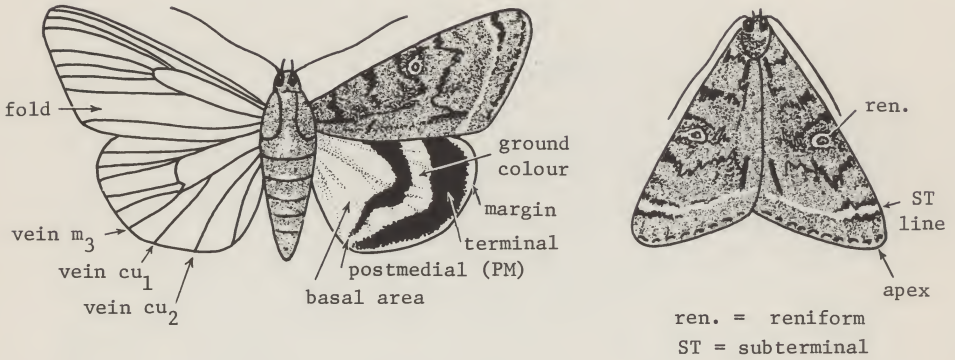 fold
vein m3
vein cu1
vein cu2
ground
colour
margin
terminal
postmedial (PM)
basal area
ren.
ST
line
apex
ren. = reniform
ST = subterminal